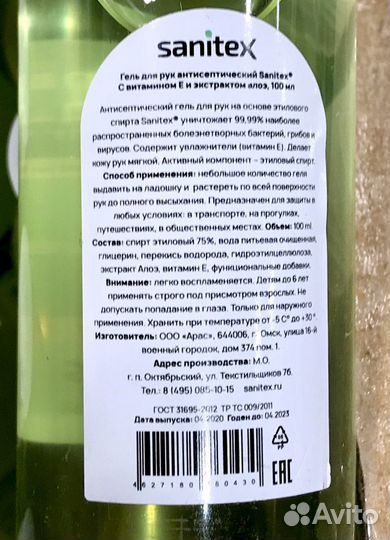 sanitex
Гель для рук антисептический Sanitex®
С витамином Е и экстрактом алоэ, 100 мл
Антисептический гель для рук на основе этилового
спирта Sanitex® уничтожает 99,99% наиболее
распространенных болезнетворных бактерий, грибов и
вирусов. Содержит увлажнители (витамин Е). Делает
кожу рук мягкой. Активный компонент – этиловый спирт.
Способ применения: небольшое количество геля
выдавить на ладошку и растереть по всей поверхности
рук до полного высыхания. Предназначен для защиты в
любых условиях: в транспорте, на прогулках,
путешествиях, в общественных местах. Объем: 100 ml
Состав: спирт этиловый 75%, вода питьевая очищенная,
глицерин, перекись водорода, гидроэтилцеллюлоза,
экстракт Алоэ, витамин Е, функциональные добавки.
Внимание: легко воспламеняется. Детям до 6 лет
применять строго под присмотром взрослых. Не
допускать попадание в глаза. Только для наружного
применения. Хранить при температуре от -5 C° до +30 °.
Изготовитель: ООО «Арас», 644006, г. Омск, улица 16-й
военный городок, дом 374 пом. 1.
Адрес производства: М.О.
г. п. Октябрьский, ул. Текстильщиков 7б.
Тел.: 8 (495) 085-10-15 sanitex.ru
ГОСТ 31695-2012 ТР ТС 009/2011
Дата выпуска: 04.2020 Годен до: 04.2023
4 627180 860430
EAC
Avito